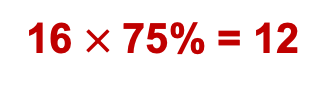 16 × 75% = 12